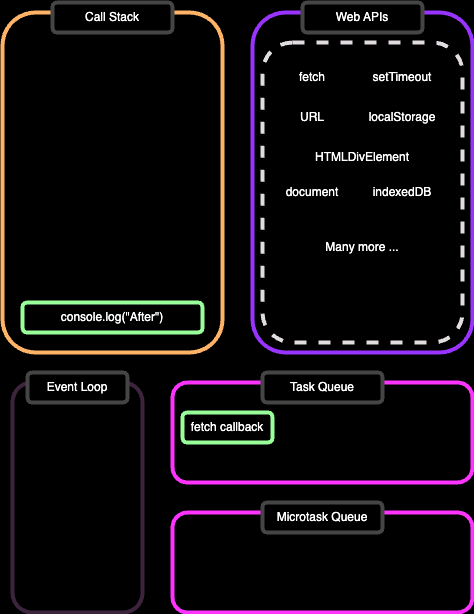 Call Stack
Web APIs
fetch
setTimeout
URL
localStorage
HTMLDivElement
document
indexedDB
Many more ...
console.log("After")
Event Loop
Task Queue
fetch callback
Microtask Queue